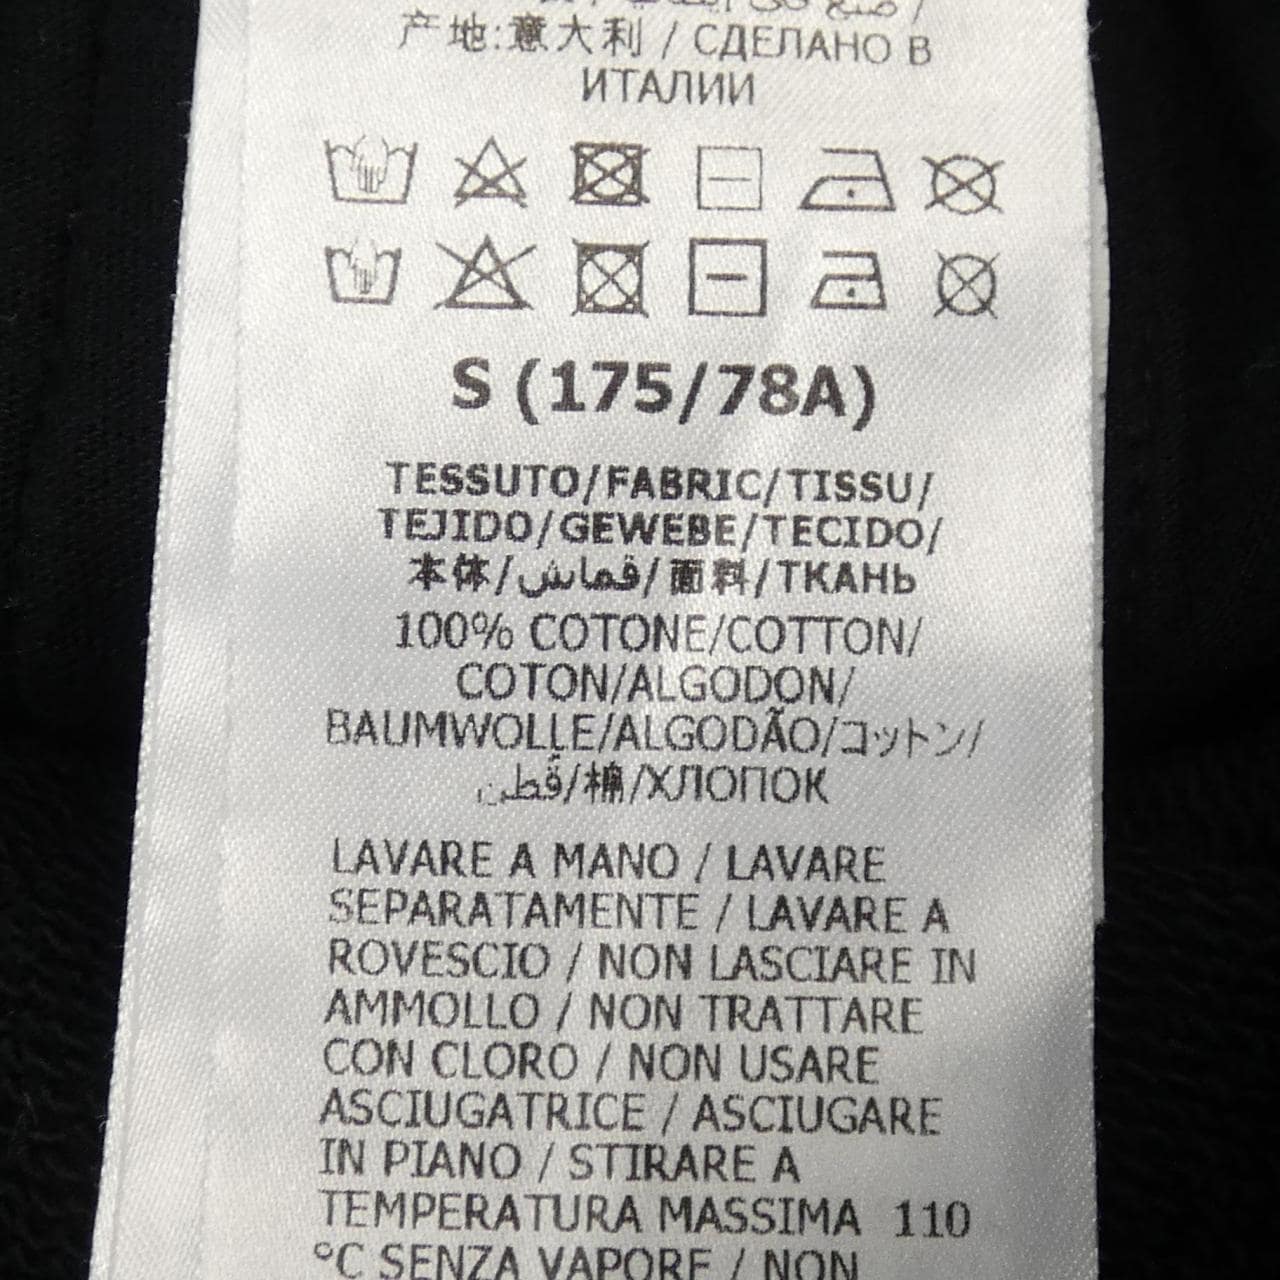 产地:意大利 / СДЕЛАНО В
ИТАЛИИ
S (175/78A)
TESSUTO/FABRIC/TISSU/
TEJIDO/GEWEBE/TECIDO/
本体/قماش/面料/ТКАНЬ
100% COTONE/COTTON/
COTON/ALGODON/
BAUMWOLLE/ALGODÃO/コットン/
قطن/棉/ХЛОПОК
LAVARE A MANO / LAVARE
SEPARATAMENTE / LAVARE A
ROVESCIO / NON LASCIARE IN
AMMOLLO / NON TRATTARE
CON CLORO / NON USARE
ASCIUGATRICE / ASCIUGARE
IN PIANO / STIRARE A
TEMPERATURA MASSIMA 110
°C SENZA VAPORE / NON